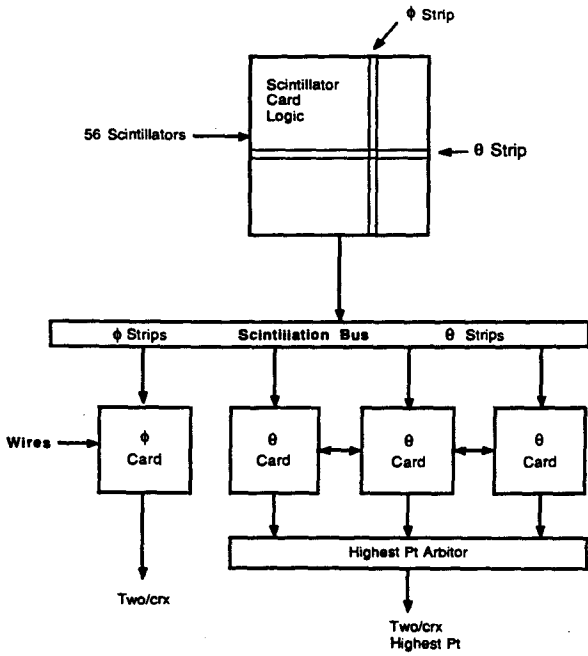 ϕ Strip
Scintillator
Card
Logic
56 Scintillators
θ Strip
ϕ Strips Scintillation Bus θ Strips
Wires
ϕ
Card
θ
Card
θ
Card
θ
Card
Highest Pt Arbitor
Two/crx
Two/crx
Highest Pt